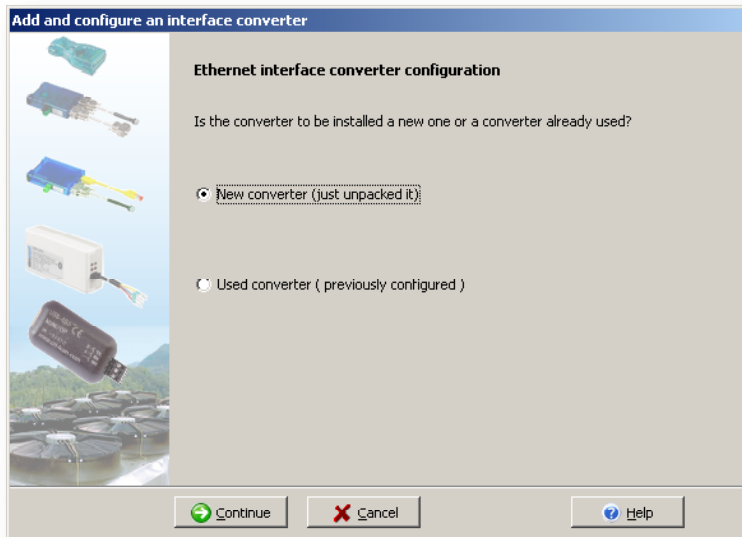 Add and configure an interface converter
Ethernet interface converter configuration
Is the converter to be installed a new one or a converter already used?
New converter (just unpacked it)
Used converter ( previously configured )
Continue
Cancel
Help